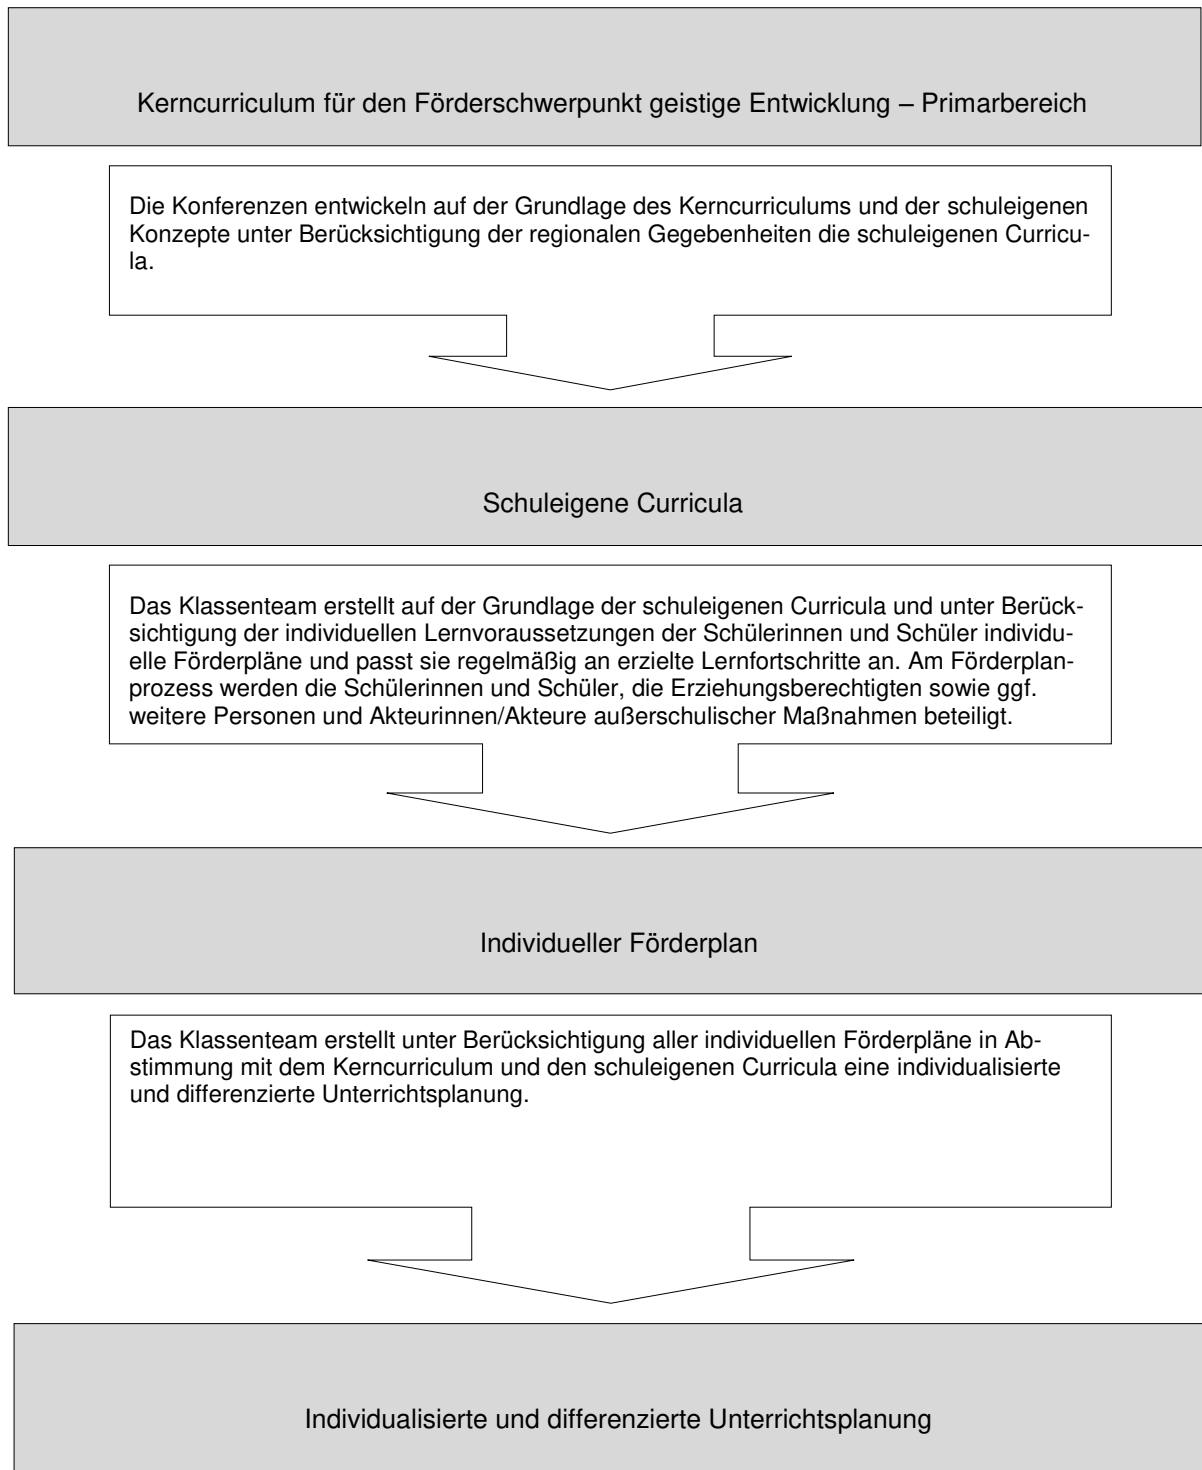 Kerncurriculum für den Förderschwerpunkt geistige Entwicklung – Primarbereich
Die Konferenzen entwickeln auf der Grundlage des Kerncurriculums und der schuleigenen
Konzepte unter Berücksichtigung der regionalen Gegebenheiten die schuleigenen Curricu-
la.
Schuleigene Curricula
Das Klassenteam erstellt auf der Grundlage der schuleigenen Curricula und unter Berück-
sichtigung der individuellen Lernvoraussetzungen der Schülerinnen und Schüler individu-
elle Förderpläne und passt sie regelmäßig an erzielte Lernfortschritte an. Am Förderplan-
prozess werden die Schülerinnen und Schüler, die Erziehungsberechtigten sowie ggf.
weitere Personen und Akteurinnen/Akteure außerschulischer Maßnahmen beteiligt.
Individueller Förderplan
Das Klassenteam erstellt unter Berücksichtigung aller individuellen Förderpläne in Ab-
stimmung mit dem Kerncurriculum und den schuleigenen Curricula eine individualisierte
und differenzierte Unterrichtsplanung.
Individualisierte und differenzierte Unterrichtsplanung